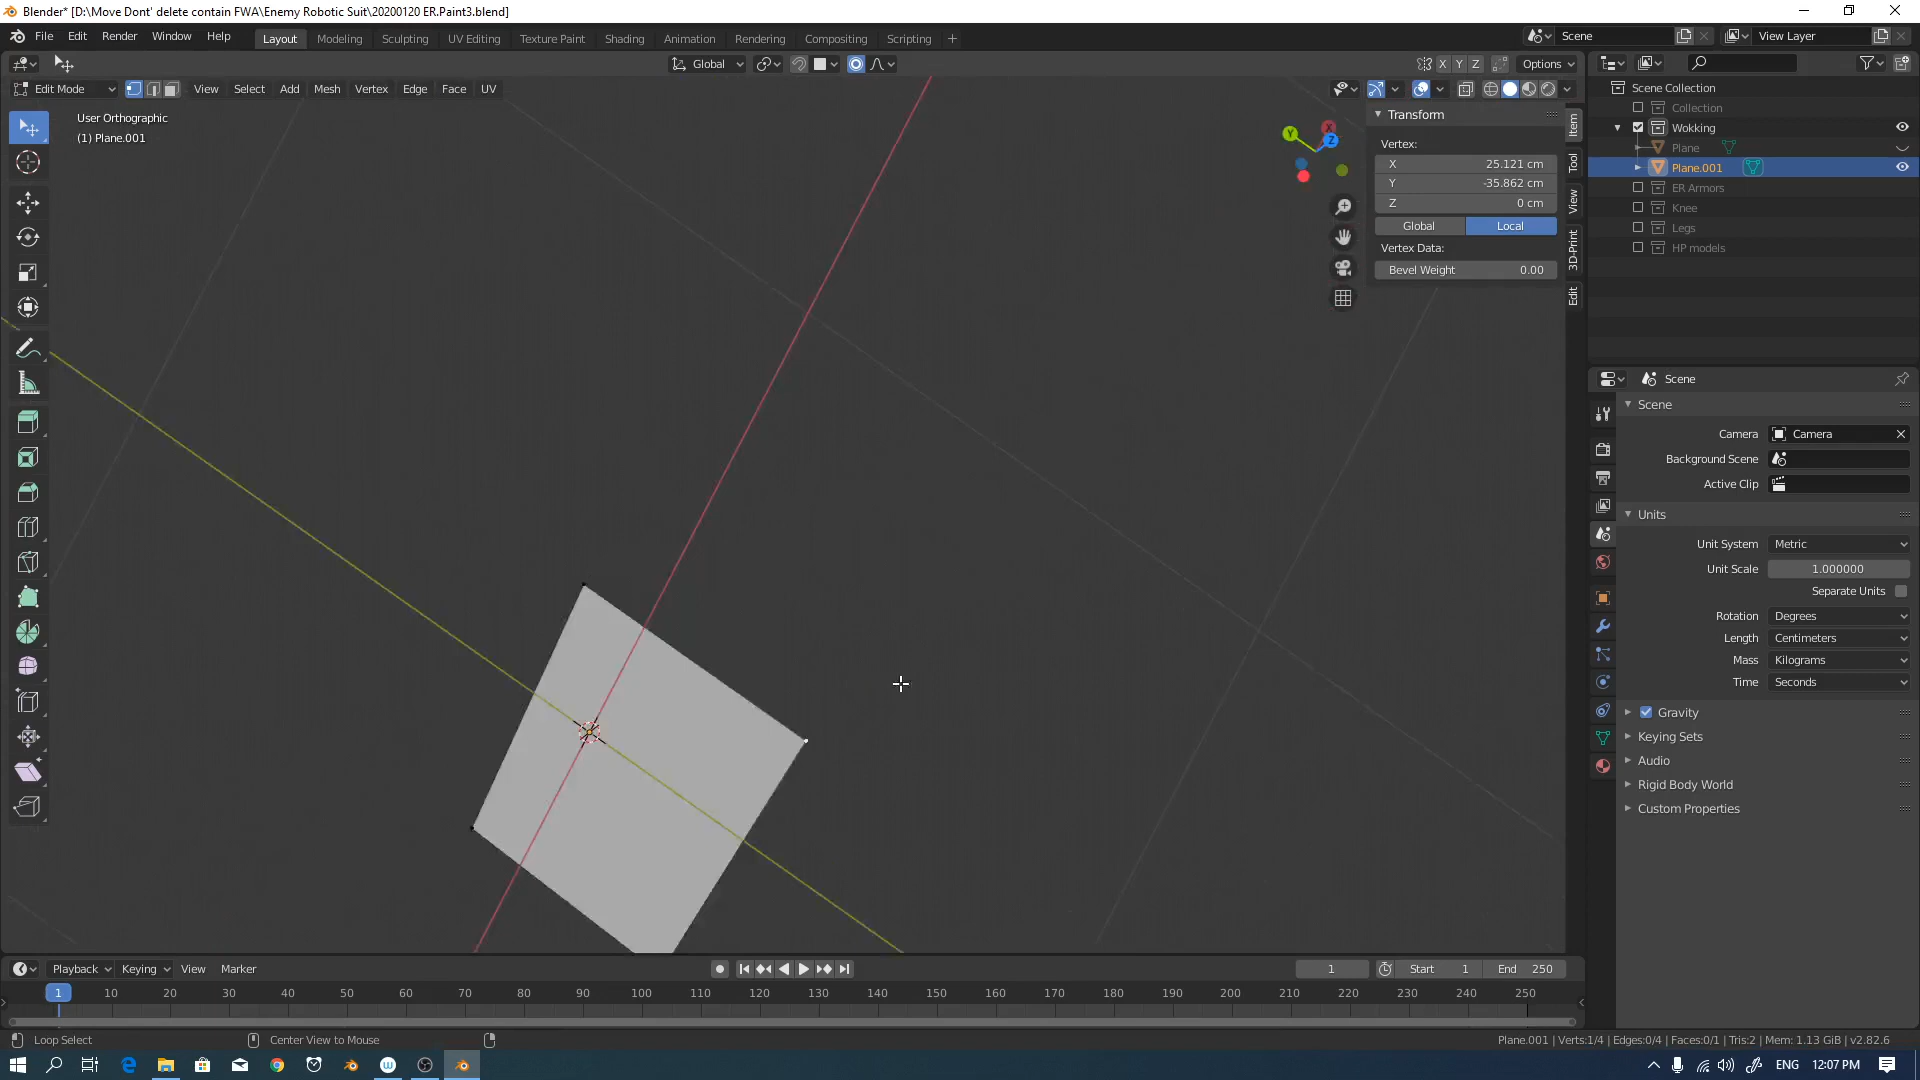 Blender* [D:\Move Dont' delete contain FWA\Enemy Robotic Suit\20200120 ER.Paint3.blend]
File Edit Render Window Help Layout Modeling Sculpting UV Editing Texture Paint Shading Animation Rendering Compositing Scripting + Scene View Layer
Global X Y Z Options
Edit Mode View Select Add Mesh Vertex Edge Face UV
User Orthographic
(1) Plane.001
Y X Z
Transform
Vertex:
X 25.121 cm
Y -35.862 cm
Z 0 cm
Global Local
Vertex Data:
Bevel Weight 0.00
Item
Tool
View
3D-Print
Edit
Scene Collection
Collection
Wokking
Plane
Plane.001
ER Armors
Knee
Legs
HP models
Scene
Scene
Camera Camera
Background Scene
Active Clip
Units
Unit System Metric
Unit Scale 1.000000
Separate Units
Rotation Degrees
Length Centimeters
Mass Kilograms
Time Seconds
Gravity
Keying Sets
Audio
Rigid Body World
Custom Properties
Playback Keying View Marker 1 Start 1 End 250
1 10 20 30 40 50 60 70 80 90 100 110 120 130 140 150 160 170 180 190 200 210 220 230 240 250
Loop Select Center View to Mouse Plane.001 | Verts:1/4 | Edges:0/4 | Faces:0/1 | Tris:2 | Mem: 1.13 GiB | v2.82.6
ENG 12:07 PM